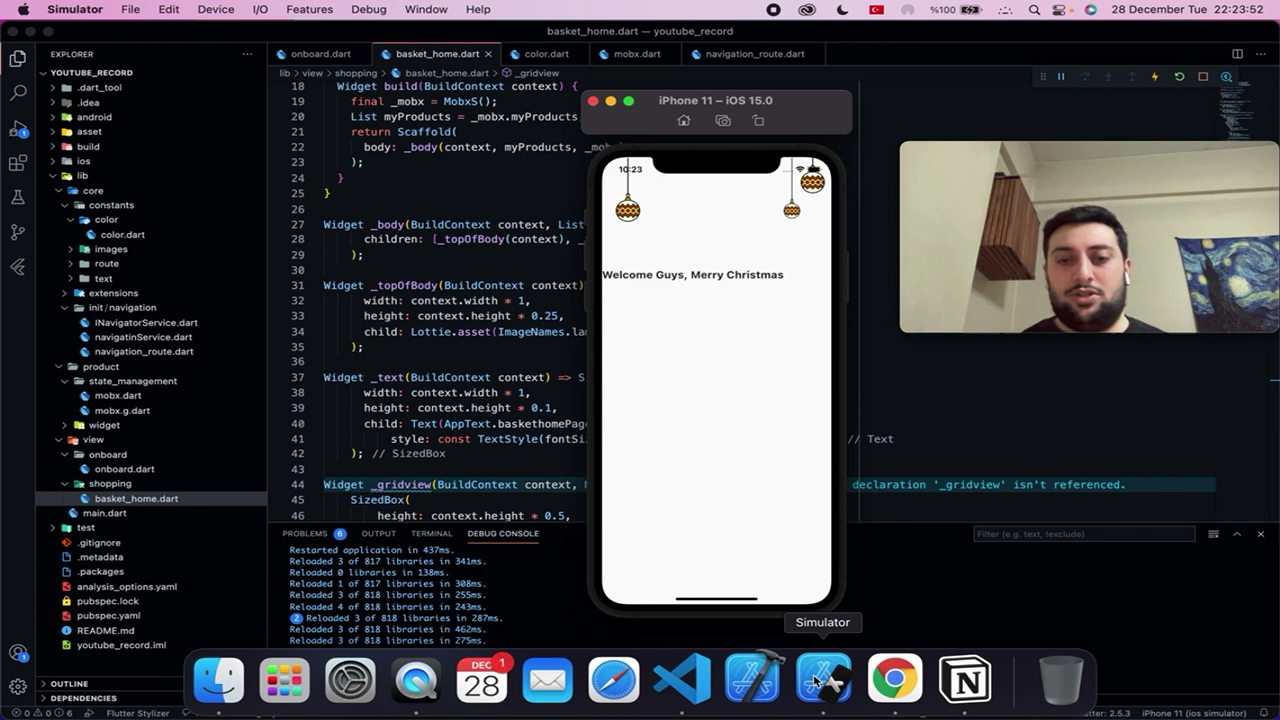 Simulator File Edit Device I/O Features Debug Window Help %100 28 December Tue 22:23:52
basket_home.dart — youtube_record
EXPLORER
onboard.dart basket_home.dart color.dart mobx.dart navigation_route.dart
lib view shopping basket_home.dart _gridview
YOUTUBE_RECORD
.dart_tool
.idea
android
asset
build
ios
lib
core
constants
color
color.dart
images
route
text
extensions
init/navigation
INavigatorService.dart
navigatinService.dart
navigation_route.dart
product
state_management
mobx.dart
mobx.g.dart
widget
view
onboard
onboard.dart
shopping
basket_home.dart
main.dart
test
.gitignore
.metadata
.packages
analysis_options.yaml
pubspec.lock
pubspec.yaml
README.md
youtube_record.iml
OUTLINE
DEPENDENCIES
18 Widget build(BuildContext context) {
19 final _mobx = MobxS();
20 List myProducts = _mobx.myProducts
21 return Scaffold(
22 body: _body(context, myProducts,
23 );
24 }
25 }
26
27 Widget _body(BuildContext context, List
28 children: [_topOfBody(context),
29 );
30
31 Widget _topOfBody(BuildContext context)
32 width: context.width * 1,
33 height: context.height * 0.25,
34 child: Lottie.asset(ImageNames.
35 );
36
37 Widget _text(BuildContext context) =>
38 width: context.width * 1,
39 height: context.height * 0.1,
40 child: Text(AppText.
41 style: const TextStyle( // Text
42 ); // SizedBox
43
44 Widget _gridview(BuildContext context, declaration '_gridview' isn't referenced.
45 SizedBox(
46 height: context.height * 0.5,
iPhone 11 – iOS 15.0
10:23
Welcome Guys, Merry Christmas
PROBLEMS 6 OUTPUT TERMINAL DEBUG CONSOLE Filter (e.g. text, !exclude)
Restarted application in 437ms.
Reloaded 3 of 817 libraries in 341ms.
Reloaded 0 libraries in 138ms.
Reloaded 1 of 817 libraries in 308ms.
Reloaded 3 of 818 libraries in 255ms.
Reloaded 4 of 818 libraries in 243ms.
2 Reloaded 3 of 818 libraries in 287ms.
Reloaded 3 of 818 libraries in 462ms.
Reloaded 3 of 818 libraries in 275ms.
Simulator
DEC 1
28
0 0 6 Debug Flutter Stylizer
2.5.3 iPhone 11 (ios simulator)